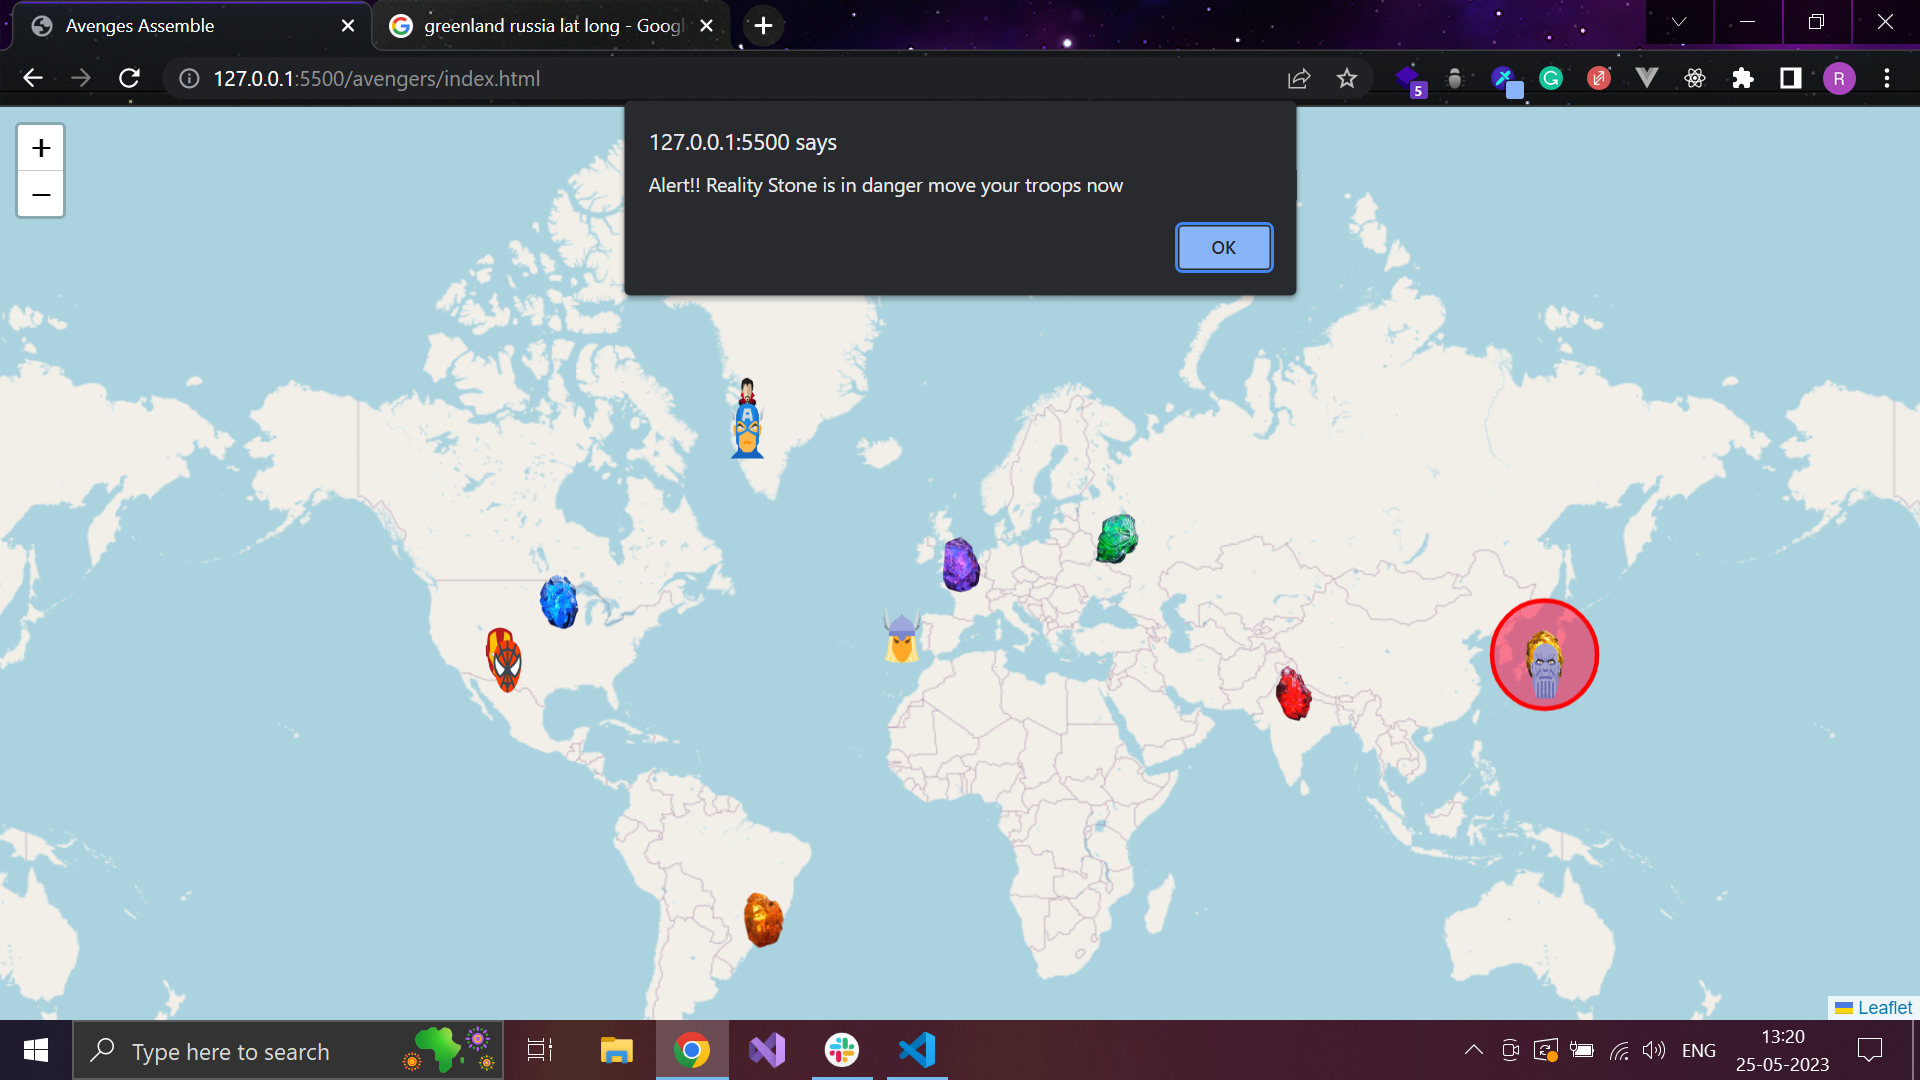 Avenges Assemble
greenland russia lat long - Googl
127.0.0.1:5500/avengers/index.html
5
R
127.0.0.1:5500 says
Alert!! Reality Stone is in danger move your troops now
OK
+
−
A
Leaflet
Type here to search
ENG
13:20
25-05-2023